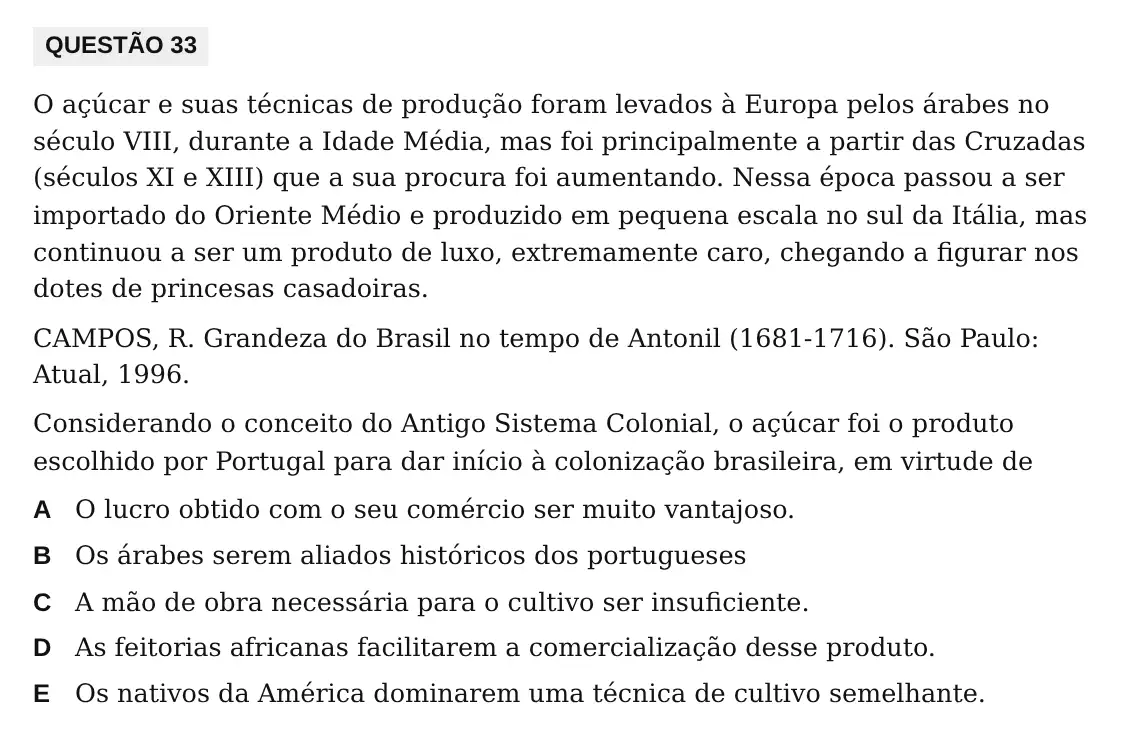 QUESTÃO 33
O açúcar e suas técnicas de produção foram levados à Europa pelos árabes no
século VIII, durante a Idade Média, mas foi principalmente a partir das Cruzadas
(séculos XI e XIII) que a sua procura foi aumentando. Nessa época passou a ser
importado do Oriente Médio e produzido em pequena escala no sul da Itália, mas
continuou a ser um produto de luxo, extremamente caro, chegando a figurar nos
dotes de princesas casadoiras.
CAMPOS, R. Grandeza do Brasil no tempo de Antonil (1681-1716). São Paulo:
Atual, 1996.
Considerando o conceito do Antigo Sistema Colonial, o açúcar foi o produto
escolhido por Portugal para dar início à colonização brasileira, em virtude de
A O lucro obtido com o seu comércio ser muito vantajoso.
B Os árabes serem aliados históricos dos portugueses
C A mão de obra necessária para o cultivo ser insuficiente.
D As feitorias africanas facilitarem a comercialização desse produto.
E Os nativos da América dominarem uma técnica de cultivo semelhante.